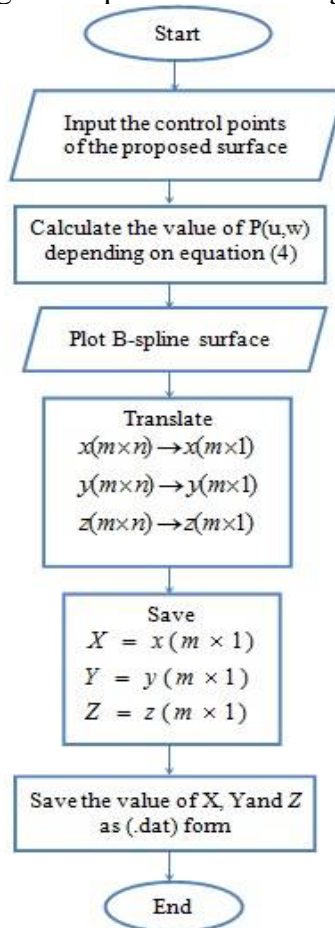 Start
Input the control points
of the proposed surface
Calculate the value of P(u,w)
depending on equation (4)
Plot B-spline surface
Translate
x(m×n)→x(m×1)
y(m×n)→y(m×1)
z(m×n)→z(m×1)
Save
X = x (m × 1)
Y = y (m × 1)
Z = z (m × 1)
Save the value of X, Yand Z
as (.dat) form
End